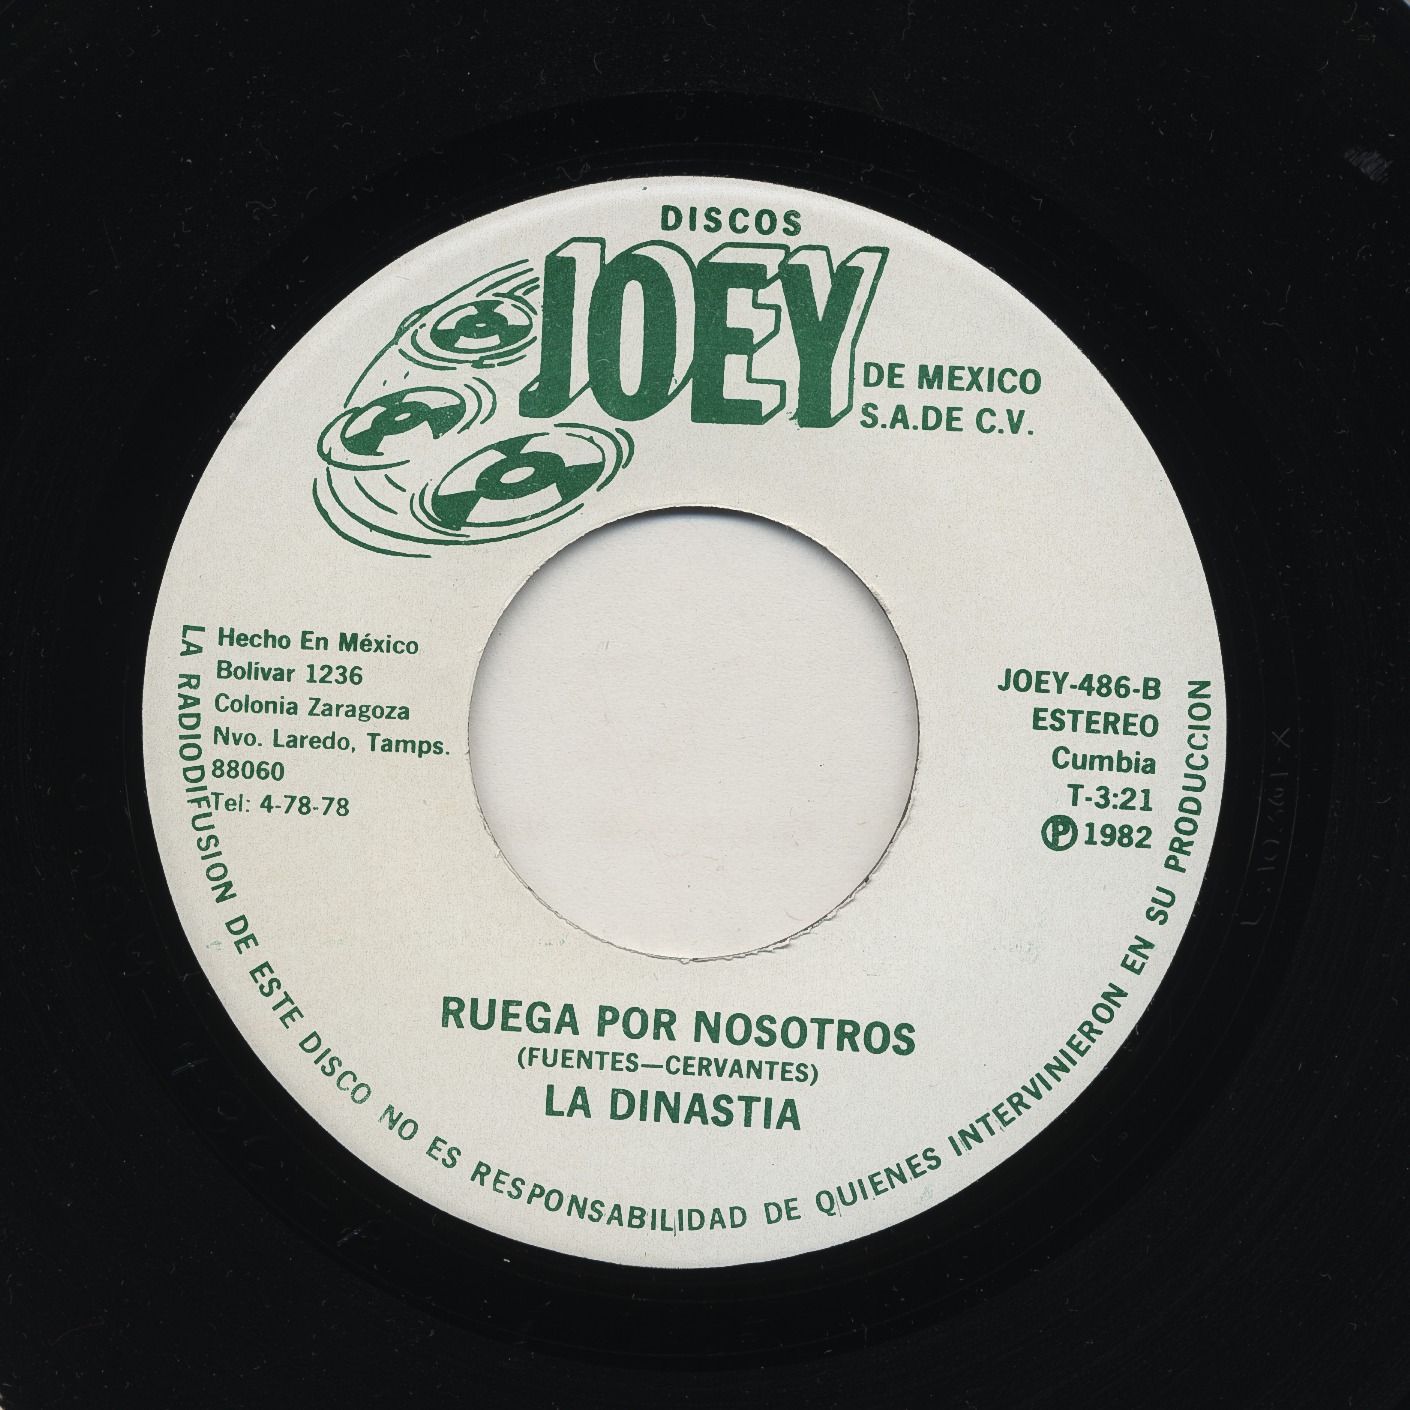 DISCOS
JOEY
DE MEXICO
S.A.DE C.V.
Hecho En México
Bolívar 1236
Colonia Zaragoza
Nvo. Laredo, Tamps.
88060
Tel: 4-78-78
JOEY-486-B
ESTEREO
Cumbia
T-3:21
℗ 1982
RUEGA POR NOSOTROS
(FUENTES—CERVANTES)
LA DINASTIA
LA RADIODIFUSION DE ESTE DISCO NO ES RESPONSABILIDAD DE QUIENES INTERVINIERON EN SU PRODUCCION